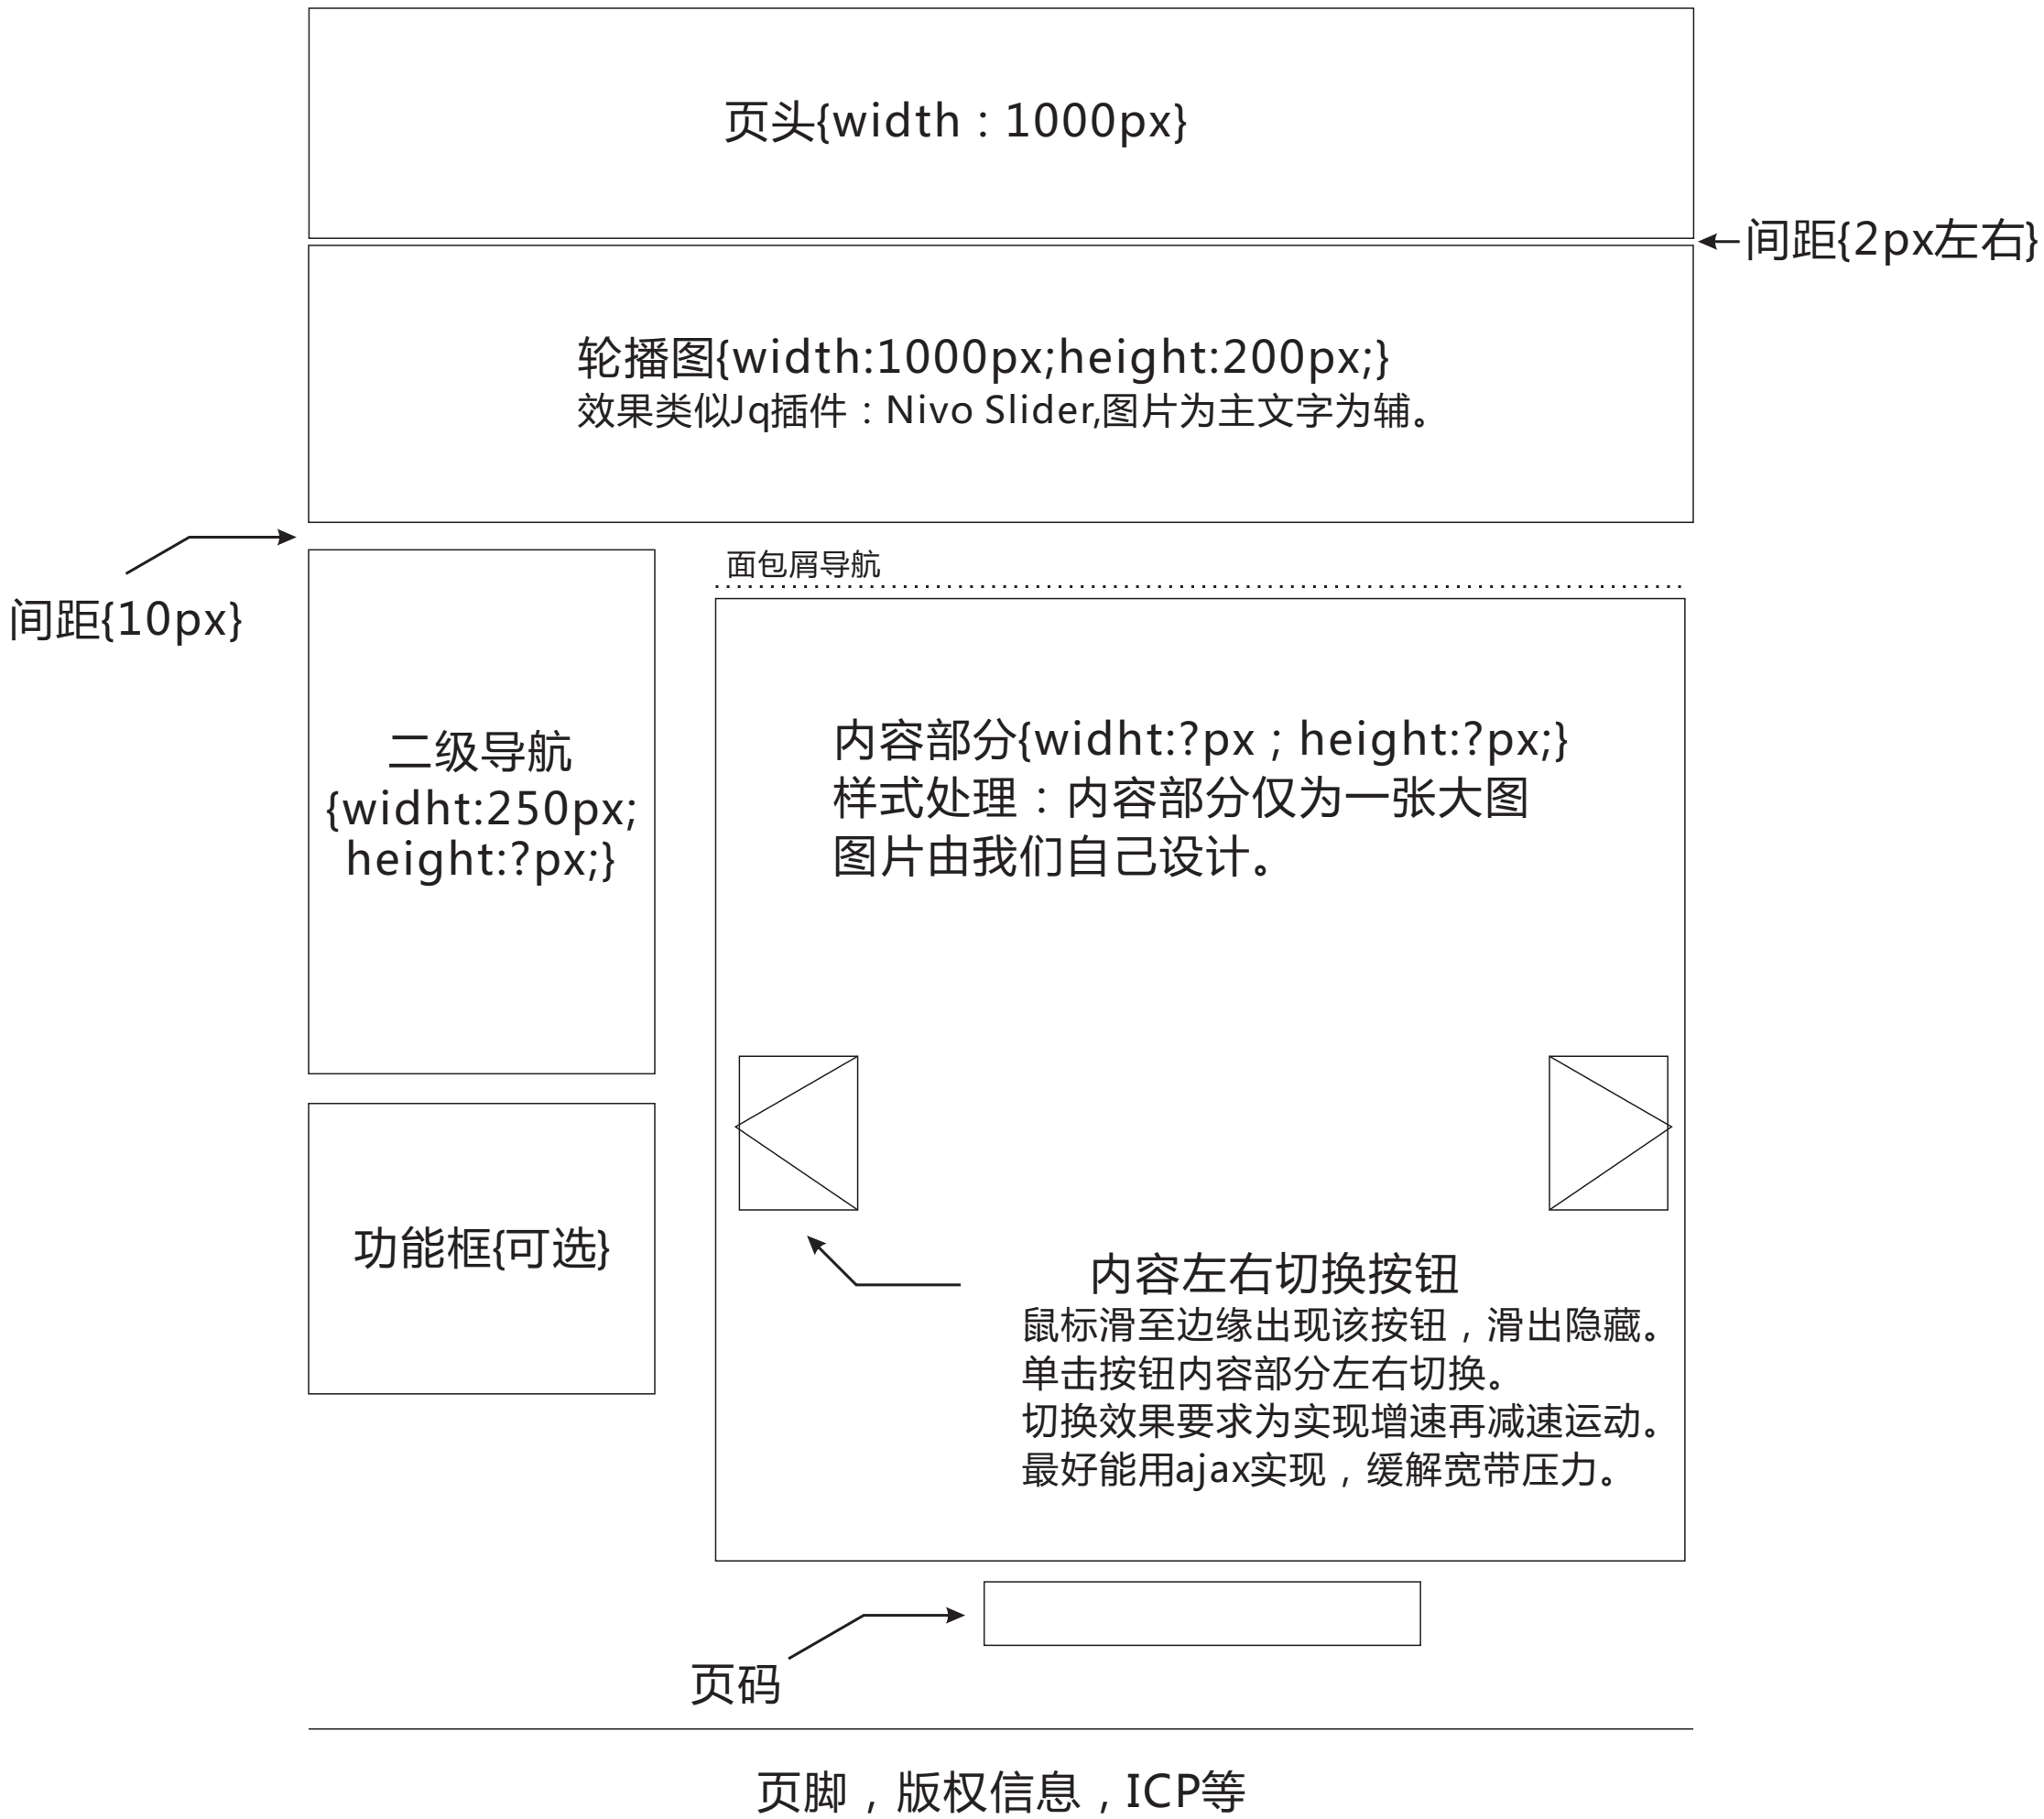 页头{width：1000px}
间距{2px左右}
轮播图{width:1000px;height:200px;}
效果类似Jq插件：Nivo Slider,图片为主文字为辅。
间距{10px}
面包屑导航
二级导航
{widht:250px;
height:?px;}
内容部分{widht:?px；height:?px;}
样式处理：内容部分仅为一张大图
图片由我们自己设计。
功能框{可选}
内容左右切换按钮
鼠标滑至边缘出现该按钮，滑出隐藏。
单击按钮内容部分左右切换。
切换效果要求为实现增速再减速运动。
最好能用ajax实现，缓解宽带压力。
页码
页脚，版权信息，ICP等